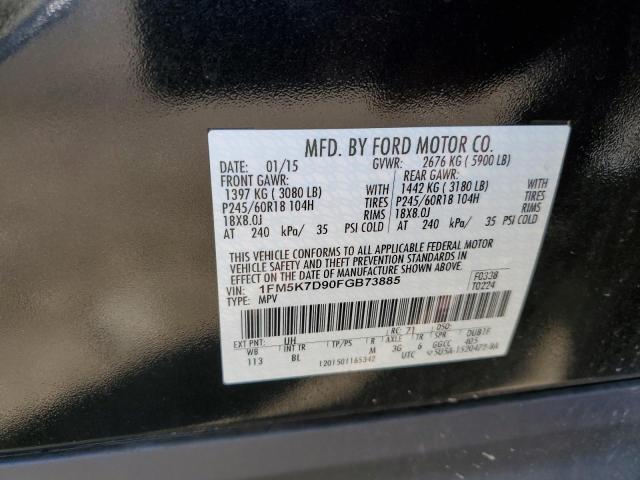 MFD. BY FORD MOTOR CO.
DATE: 01/15 GVWR: 2676 KG ( 5900 LB)
FRONT GAWR: REAR GAWR:
1397 KG ( 3080 LB) WITH 1442 KG ( 3180 LB) WITH
P245/60R18 104H TIRES P245/60R18 104H TIRES
18X8.0J RIMS 18X8.0J RIMS
AT 240 kPa/ 35 PSI COLD AT 240 kPa/ 35 PSI COLD
THIS VEHICLE CONFORMS TO ALL APPLICABLE FEDERAL MOTOR
VEHICLE SAFETY AND THEFT PREVENTION STANDARDS IN
EFFECT ON THE DATE OF MANUFACTURE SHOWN ABOVE.
VIN: 1FM5K7D90FGB73885 F0338
TYPE: MPV T0224
EXT PNT: UH RC: 71 DSO:
WB INT TR TP/PS R AXLE TR SPR
113 BL M 3G 6 GGCC 405
1201501165342 UTC